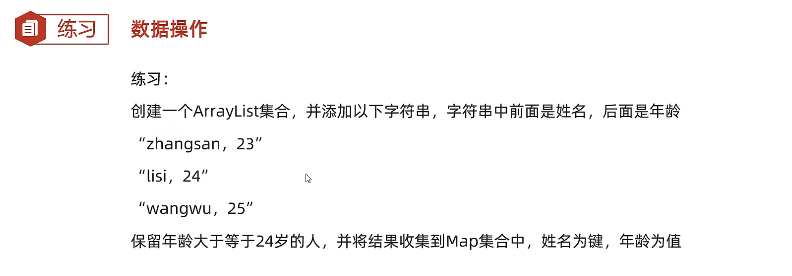 练习 数据操作
练习：
创建一个ArrayList集合，并添加以下字符串，字符串中前面是姓名，后面是年龄
“zhangsan，23”
“lisi，24”
“wangwu，25”
保留年龄大于等于24岁的人，并将结果收集到Map集合中，姓名为键，年龄为值